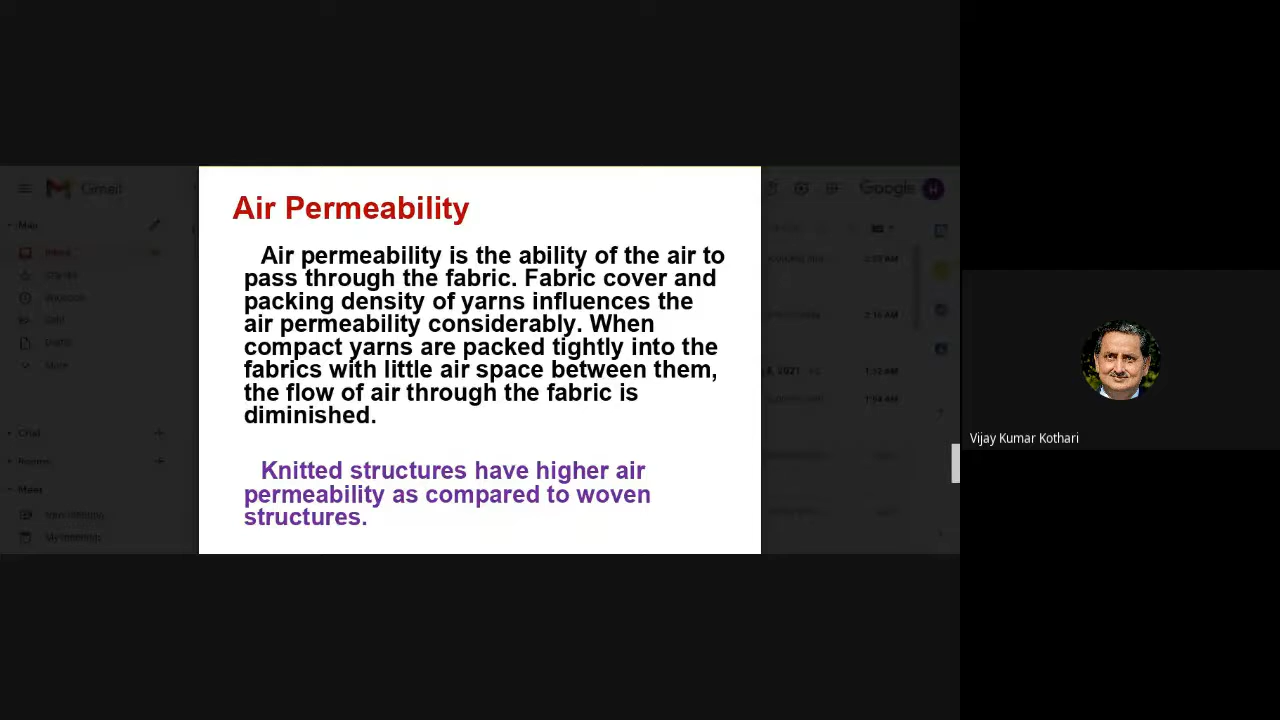 Air Permeability
Air permeability is the ability of the air to
pass through the fabric. Fabric cover and
packing density of yarns influences the
air permeability considerably. When
compact yarns are packed tightly into the
fabrics with little air space between them,
the flow of air through the fabric is
diminished.
Knitted structures have higher air
permeability as compared to woven
structures.
Gmail
Google
Vijay Kumar Kothari